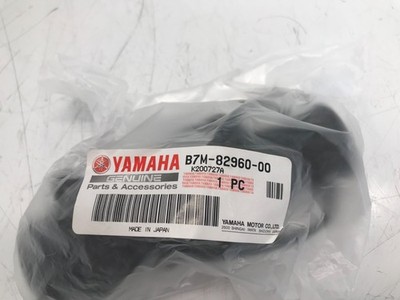 YAMAHA B7M-82960-00
GENUINE K200727A
Parts & Accessories 1 PC
MADE IN JAPAN
YAMAHA MOTOR CO.,LTD.